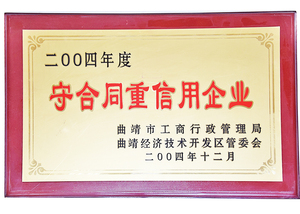 二00四年度
守合同重信用企业
曲靖市工商行政管理局
曲靖经济技术开发区管委会
二00四年十二月